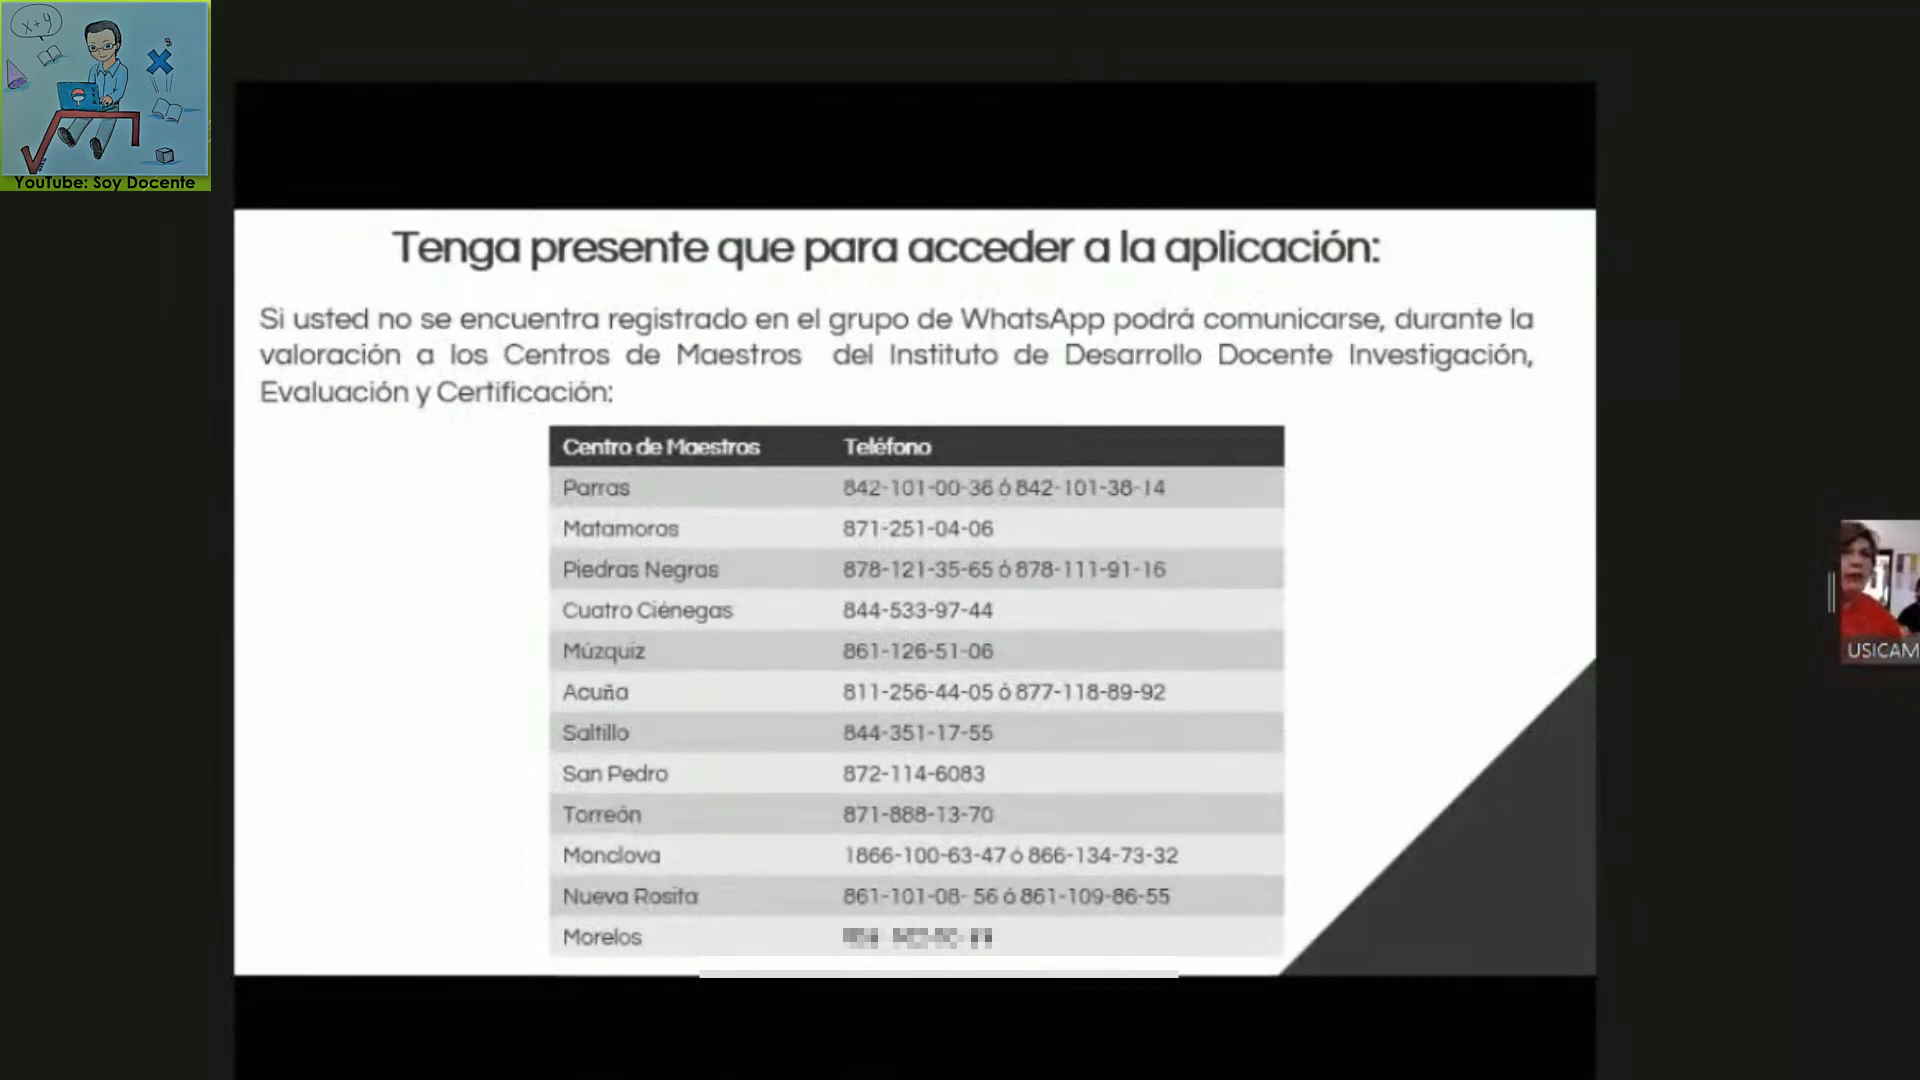 x+y
3
YouTube: Soy Docente
Tenga presente que para acceder a la aplicación:
Si usted no se encuentra registrado en el grupo de WhatsApp podrá comunicarse, durante la
valoración a los Centros de Maestros del Instituto de Desarrollo Docente Investigación,
Evaluación y Certificación:
Centro de Maestros Teléfono
Parras 842-101-00-36 ó 842-101-38-14
Matamoros 871-251-04-06
Piedras Negras 878-121-35-65 ó 878-111-91-16
Cuatro Ciénegas 844-533-97-44
Múzquiz 861-126-51-06
Acuña 811-256-44-05 ó 877-118-89-92
Saltillo 844-351-17-55
San Pedro 872-114-6083
Torreón 871-888-13-70
Monclova 1866-100-63-47 ó 866-134-73-32
Nueva Rosita 861-101-08- 56 ó 861-109-86-55
Morelos
USICAM